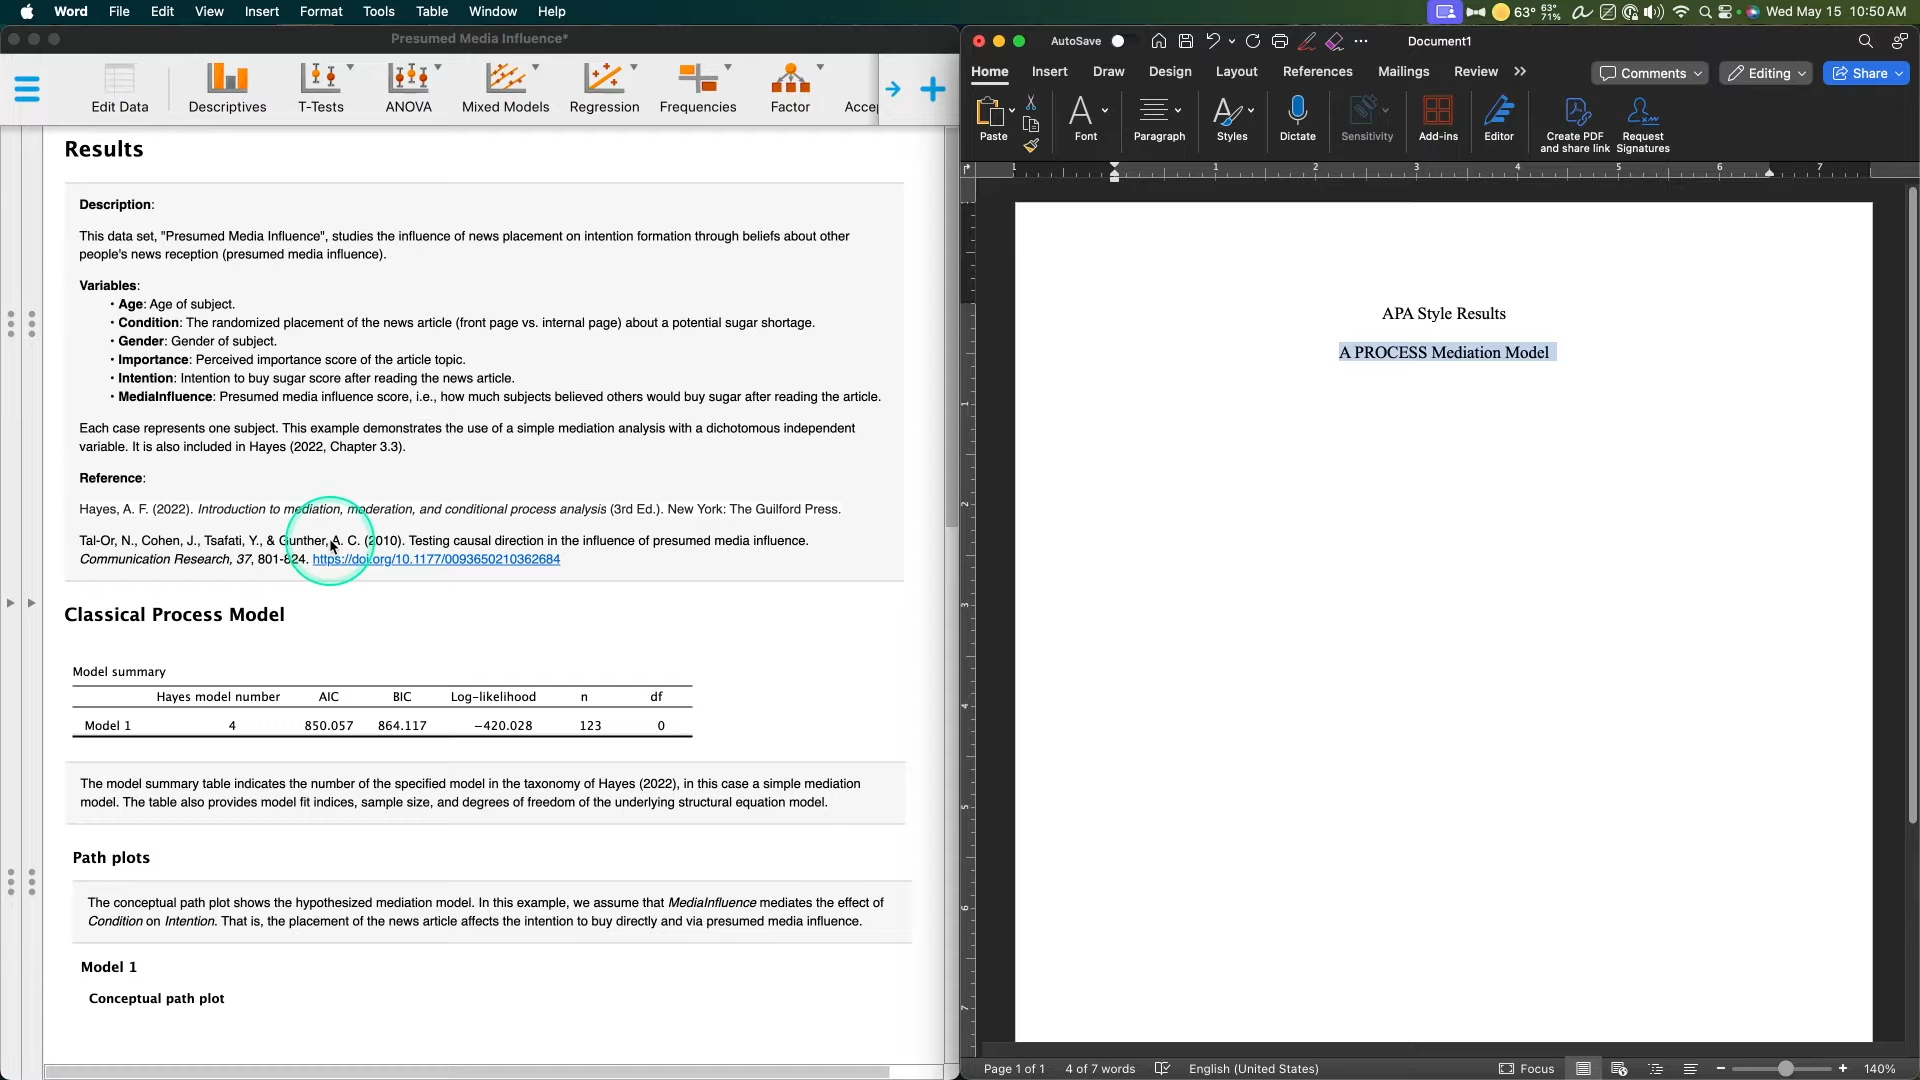 Word File Edit View Insert Format Tools Table Window Help
63° 63° 71% Wed May 15 10:50 AM
Presumed Media Influence*
Edit Data Descriptives T-Tests ANOVA Mixed Models Regression Frequencies Factor Accep
Results
Description:
This data set, "Presumed Media Influence", studies the influence of news placement on intention formation through beliefs about other
people's news reception (presumed media influence).
Variables:
• Age: Age of subject.
• Condition: The randomized placement of the news article (front page vs. internal page) about a potential sugar shortage.
• Gender: Gender of subject.
• Importance: Perceived importance score of the article topic.
• Intention: Intention to buy sugar score after reading the news article.
• MediaInfluence: Presumed media influence score, i.e., how much subjects believed others would buy sugar after reading the article.
Each case represents one subject. This example demonstrates the use of a simple mediation analysis with a dichotomous independent
variable. It is also included in Hayes (2022, Chapter 3.3).
Reference:
Hayes, A. F. (2022). Introduction to mediation, moderation, and conditional process analysis (3rd Ed.). New York: The Guilford Press.
Tal-Or, N., Cohen, J., Tsafati, Y., & Gunther, A. C. (2010). Testing causal direction in the influence of presumed media influence.
Communication Research, 37, 801-824. https://doi.org/10.1177/0093650210362684
Classical Process Model
Model summary
Hayes model number AIC BIC Log-likelihood n df
Model 1 4 850.057 864.117 −420.028 123 0
The model summary table indicates the number of the specified model in the taxonomy of Hayes (2022), in this case a simple mediation
model. The table also provides model fit indices, sample size, and degrees of freedom of the underlying structural equation model.
Path plots
The conceptual path plot shows the hypothesized mediation model. In this example, we assume that MediaInfluence mediates the effect of
Condition on Intention. That is, the placement of the news article affects the intention to buy directly and via presumed media influence.
Model 1
Conceptual path plot
AutoSave Document1
Home Insert Draw Design Layout References Mailings Review >> Comments Editing Share
Paste Font Paragraph Styles Dictate Sensitivity Add-ins Editor Create PDF and share link Request Signatures
1 1 2 3 4 5 6 7
1
2
3
4
5
6
7
APA Style Results
A PROCESS Mediation Model
Page 1 of 1 4 of 7 words English (United States) Focus 140%